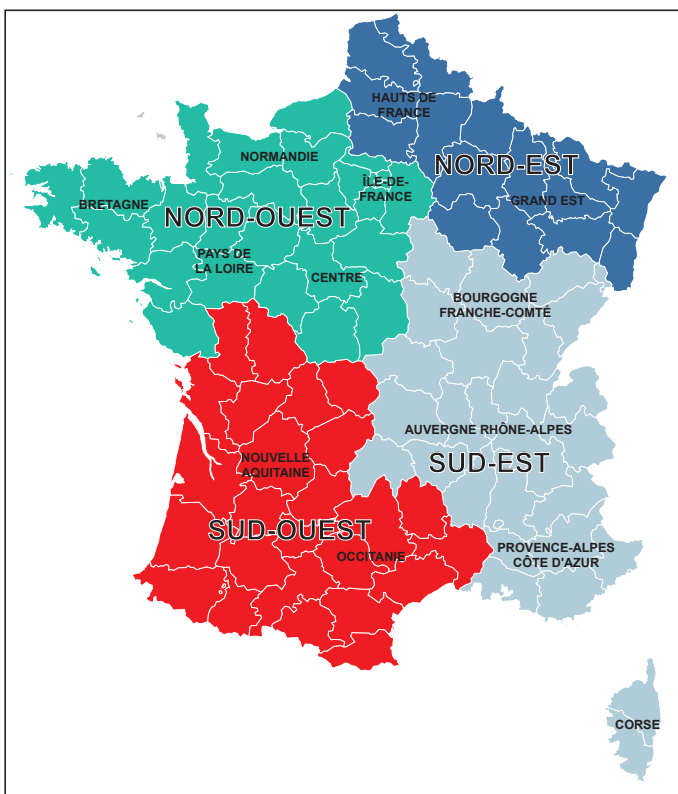 HAUTS DE
FRANCE
NORD-EST
NORMANDIE
ÎLE-DE-
FRANCE
GRAND EST
BRETAGNE
NORD-OUEST
PAYS DE
LA LOIRE
CENTRE
BOURGOGNE
FRANCHE-COMTÉ
AUVERGNE RHÔNE-ALPES
SUD-EST
NOUVELLE
AQUITAINE
SUD-OUEST
OCCITANIE
PROVENCE-ALPES
CÔTE D'AZUR
CORSE